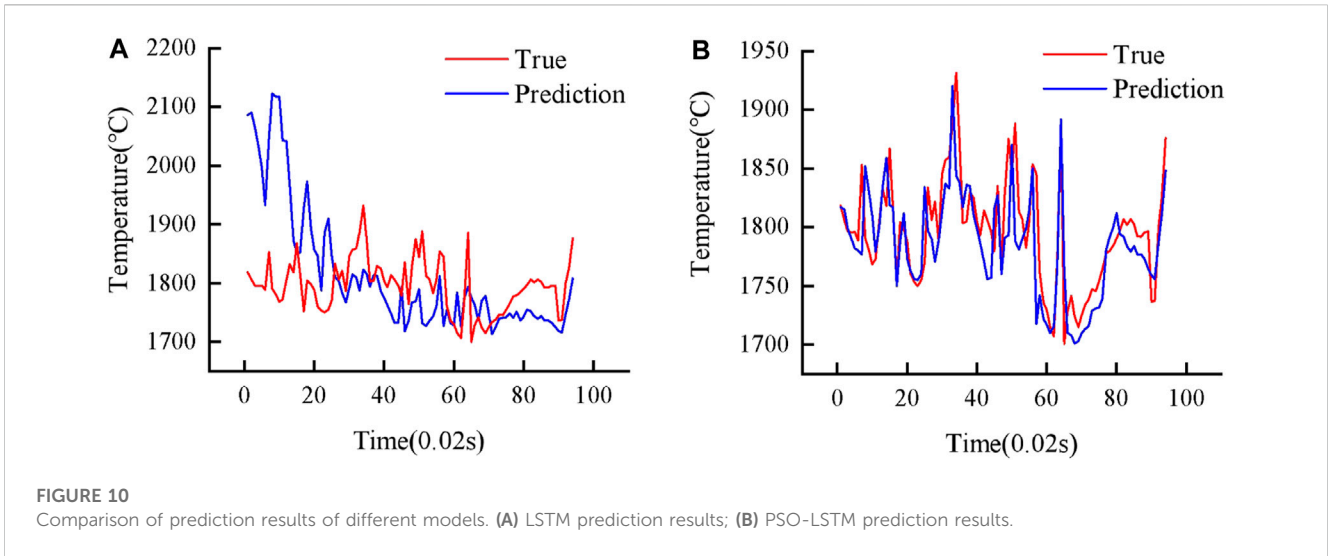 A
True
Prediction
2200
2100
2000
1900
1800
1700
Temperature(°C)
0 20 40 60 80 100
Time(0.02s)
B
True
Prediction
1950
1900
1850
1800
1750
1700
Temperature(°C)
0 20 40 60 80 100
Time(0.02s)
FIGURE 10
Comparison of prediction results of different models. (A) LSTM prediction results; (B) PSO-LSTM prediction results.